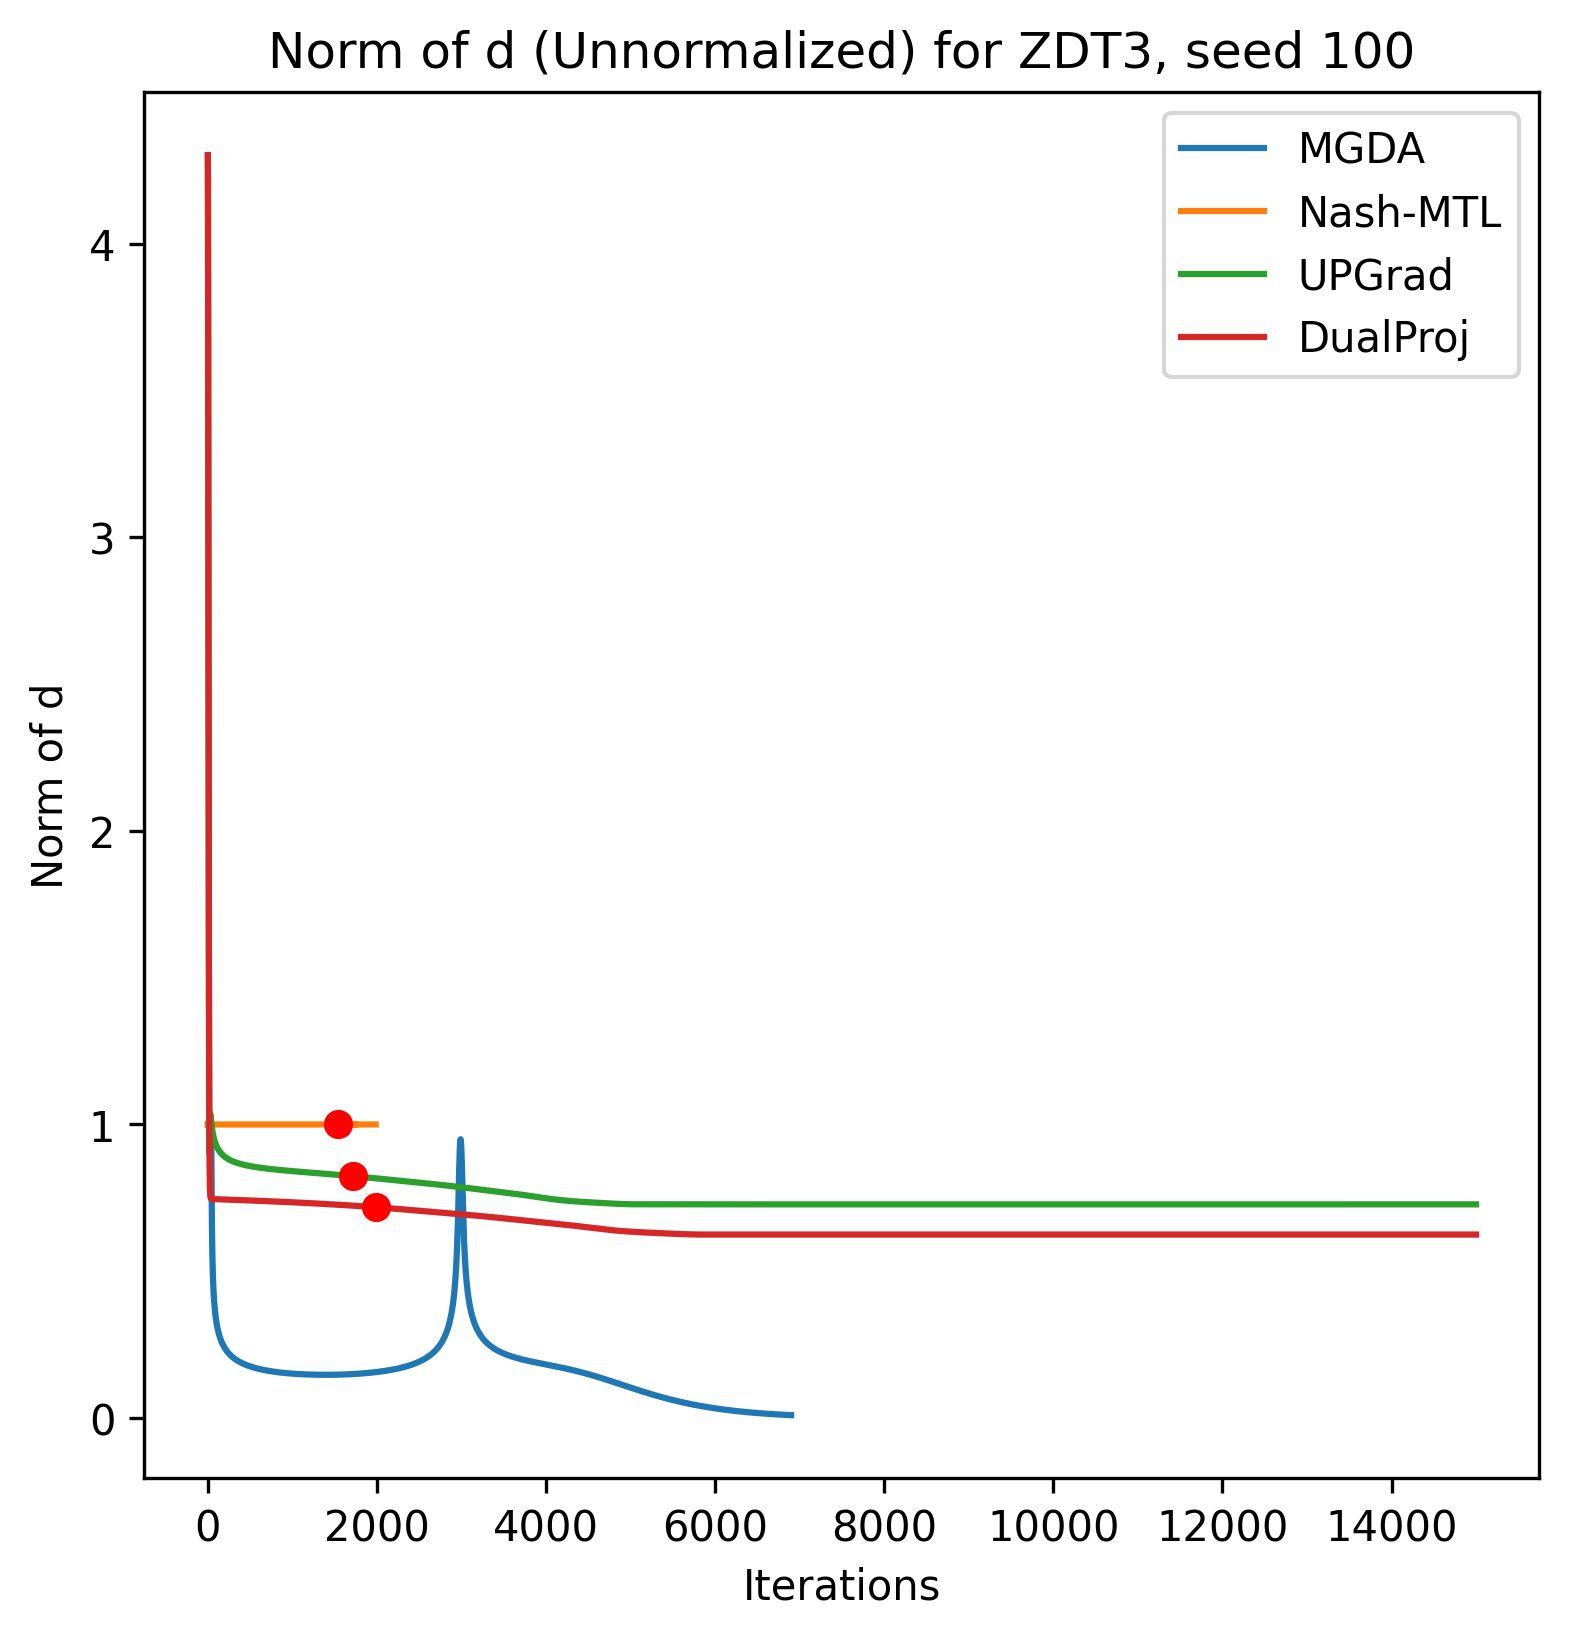 Norm of d (Unnormalized) for ZDT3, seed 100
MGDA
Nash-MTL
UPGrad
DualProj
Norm of d
4
3
2
1
0
0 2000 4000 6000 8000 10000 12000 14000
Iterations